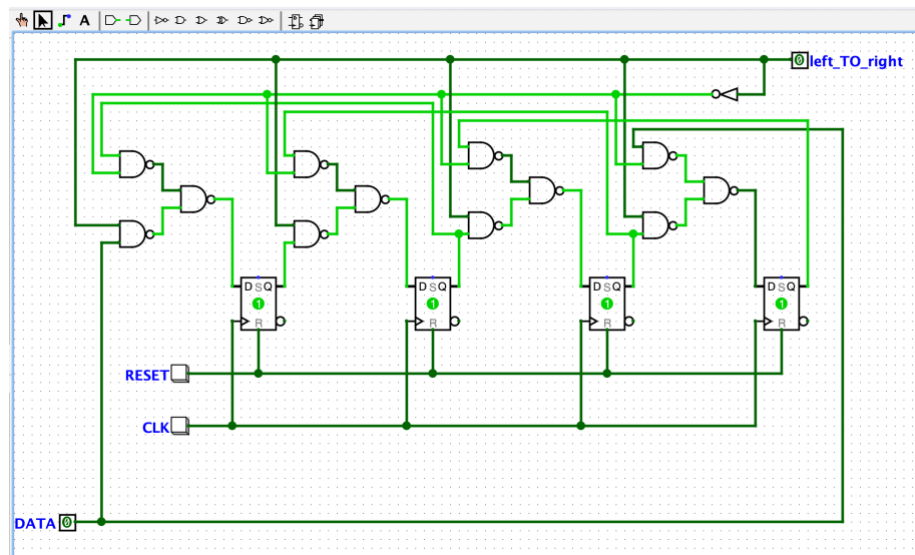 A
0 left_TO_right
D S Q D S Q D S Q D S Q
1 1 1 1
R R R R
RESET
CLK
DATA 0